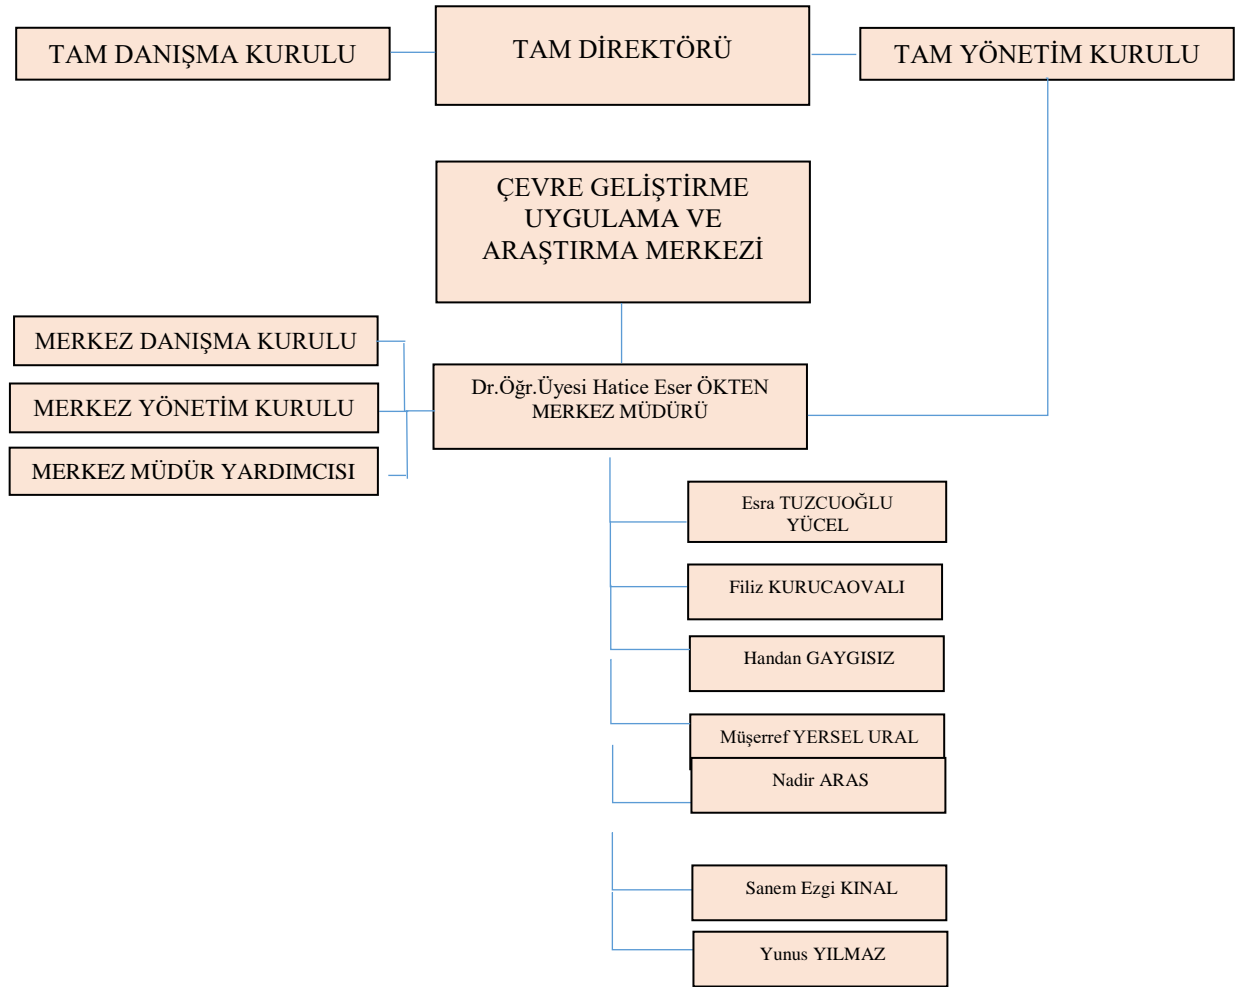 TAM DANIŞMA KURULU
TAM DİREKTÖRÜ
TAM YÖNETİM KURULU
ÇEVRE GELİŞTİRME
UYGULAMA VE
ARAŞTIRMA MERKEZİ
MERKEZ DANIŞMA KURULU
MERKEZ YÖNETİM KURULU
MERKEZ MÜDÜR YARDIMCISI
Dr.Öğr.Üyesi Hatice Eser ÖKTEN
MERKEZ MÜDÜRÜ
Esra TUZCUOĞLU
YÜCEL
Filiz KURUCAOVALI
Handan GAYGISIZ
Müşerref YERSEL URAL
Nadir ARAS
Sanem Ezgi KINAL
Yunus YILMAZ